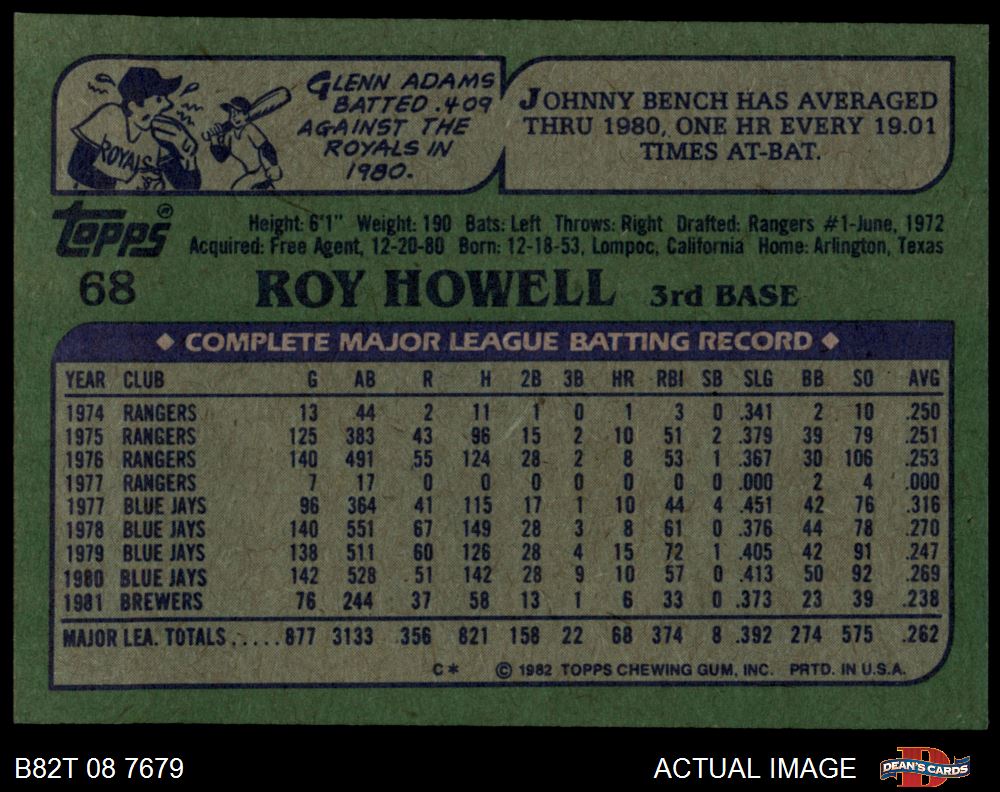 GLENN ADAMS
BATTED .409
AGAINST THE
ROYALS IN
1980.
ROYALS
JOHNNY BENCH HAS AVERAGED
THRU 1980, ONE HR EVERY 19.01
TIMES AT-BAT.
topps®
Height: 6'1" Weight: 190 Bats: Left Throws: Right Drafted: Rangers #1-June, 1972
Acquired: Free Agent, 12-20-80 Born: 12-18-53, Lompoc, California Home: Arlington, Texas
68 ROY HOWELL 3rd BASE
◆ COMPLETE MAJOR LEAGUE BATTING RECORD ◆
YEAR CLUB G AB R H 2B 3B HR RBI SB SLG BB SO AVG
1974 RANGERS 13 44 2 11 1 0 1 3 0 .341 2 10 .250
1975 RANGERS 125 383 43 96 15 2 10 51 2 .379 39 79 .251
1976 RANGERS 140 491 55 124 28 2 8 53 1 .367 30 106 .253
1977 RANGERS 7 17 0 0 0 0 0 0 0 .000 2 4 .000
1977 BLUE JAYS 96 364 41 115 17 1 10 44 4 .451 42 76 .316
1978 BLUE JAYS 140 551 67 149 28 3 8 61 0 .376 44 78 .270
1979 BLUE JAYS 138 511 60 126 28 4 15 72 1 .405 42 91 .247
1980 BLUE JAYS 142 528 51 142 28 9 10 57 0 .413 50 92 .269
1981 BREWERS 76 244 37 58 13 1 6 33 0 .373 23 39 .238
MAJOR LEA. TOTALS.....877 3133 356 821 158 22 68 374 8 .392 274 575 .262
C* © 1982 TOPPS CHEWING GUM, INC. PRTD. IN U.S.A.
B82T 08 7679 ACTUAL IMAGE D DEAN'S CARDS